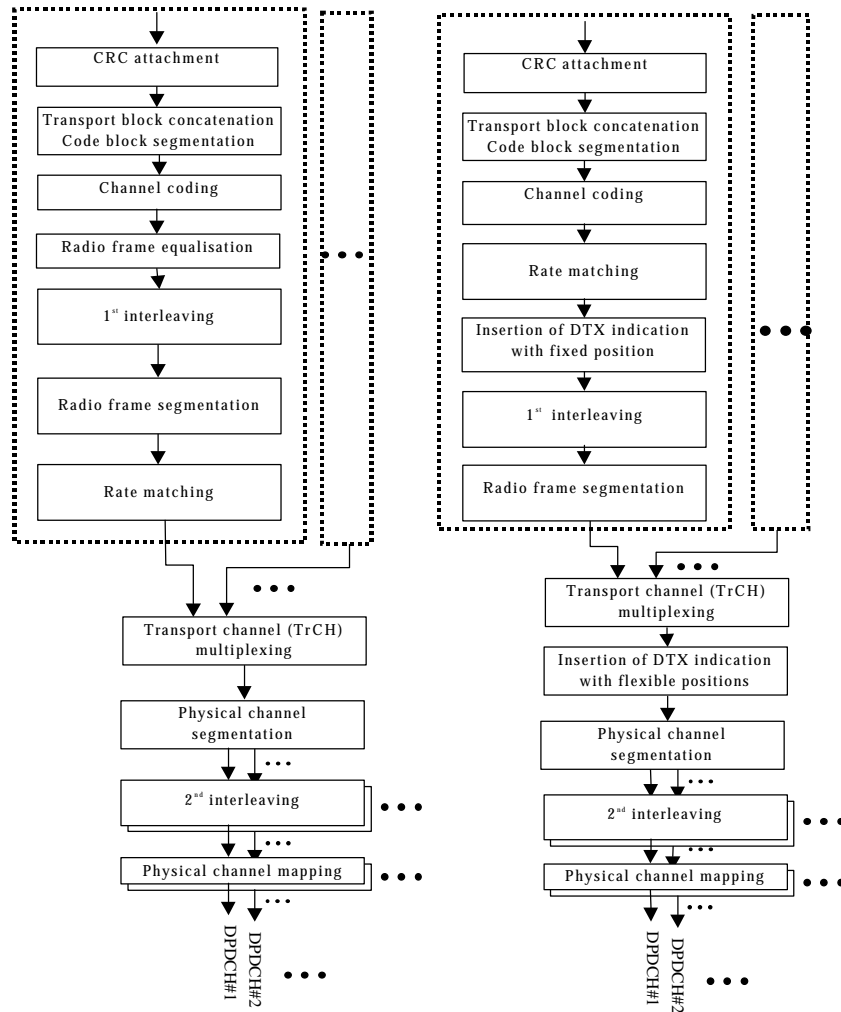 CRC attachment
Transport block concatenation
Code block segmentation
Channel coding
Radio frame equalisation
1st interleaving
Radio frame segmentation
Rate matching
Transport channel (TrCH)
multiplexing
Physical channel
segmentation
2nd interleaving
Physical channel mapping
DPDCH#1
DPDCH#2
CRC attachment
Transport block concatenation
Code block segmentation
Channel coding
Rate matching
Insertion of DTX indication
with fixed position
1st interleaving
Radio frame segmentation
Transport channel (TrCH)
multiplexing
Insertion of DTX indication
with flexible positions
Physical channel
segmentation
2nd interleaving
Physical channel mapping
DPDCH#1
DPDCH#2